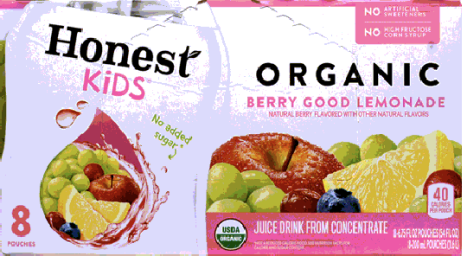 Honest
KiDS
No added
sugar
8
POUCHES
NO ARTIFICIAL
SWEETENERS
NO HIGH FRUCTOSE
CORN SYRUP
ORGANIC
BERRY GOOD LEMONADE
NATURAL BERRY FLAVORED WITH OTHER NATURAL FLAVORS
40
CALORIES
PER POUCH
USDA
ORGANIC
JUICE DRINK FROM CONCENTRATE
8-6.75 FL OZ POUCHES (54 FL OZ)
8-200 mL POUCHES (1.6 L)